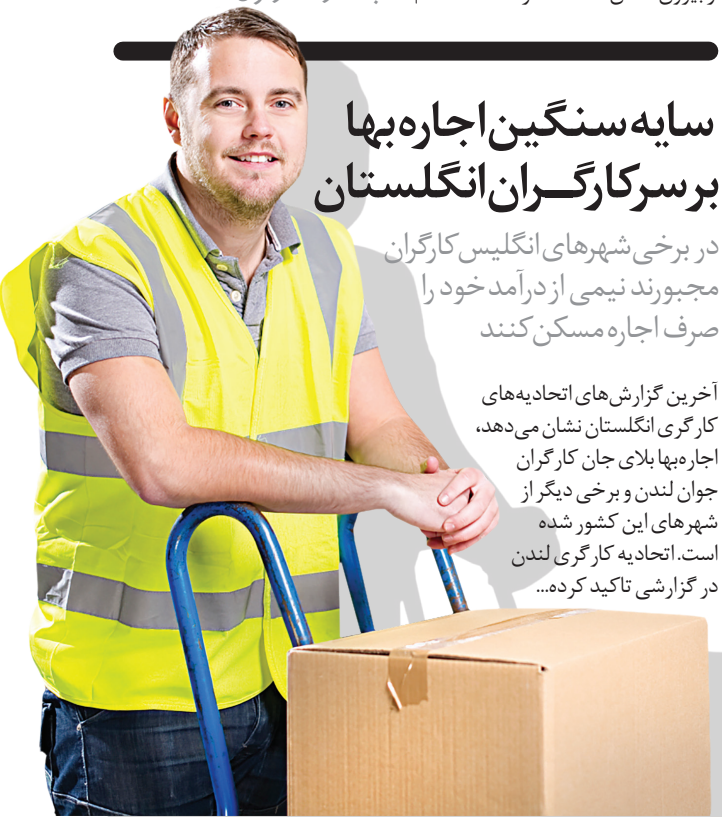 سایه سنگین اجاره‌بها
بر سر کارگـــران انگلستان
در برخی شهرهای انگلیس کارگران
مجبورند نیمی از درآمد خود را
صرف اجاره مسکن کنند
آخرین گزارش‌های اتحادیه‌های
کارگری انگلستان نشان می‌دهد،
اجاره‌بها بلای جان کارگران
جوان لندن و برخی دیگر از
شهرهای این کشور شده
است. اتحادیه کارگری لندن
در گزارشی تاکید کرده...